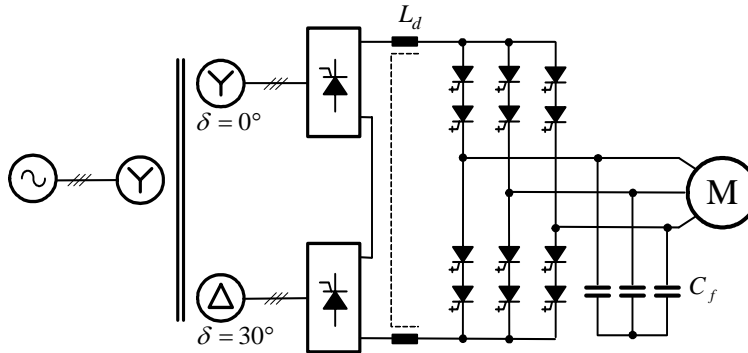 L_d
δ = 0°
M
C_f
δ = 30°